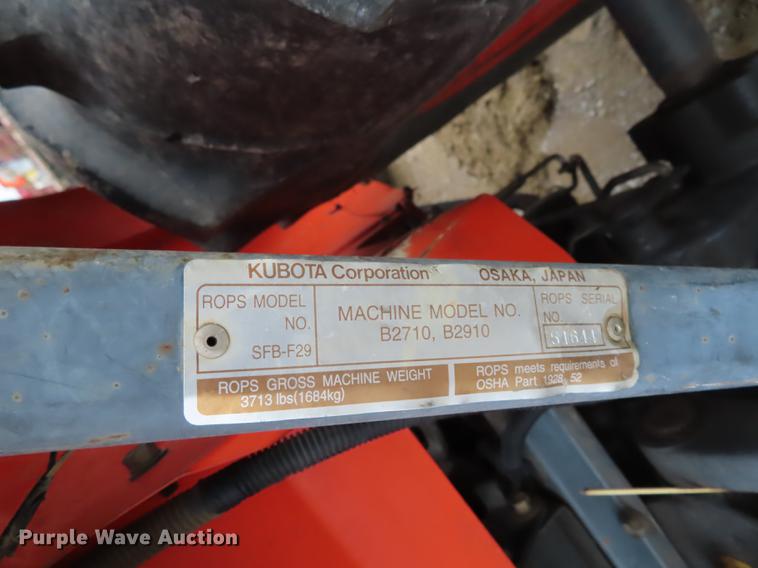 KUBOTA Corporation OSAKA, JAPAN
ROPS MODEL NO.
SFB-F29
MACHINE MODEL NO.
B2710, B2910
ROPS SERIAL NO.
ROPS GROSS MACHINE WEIGHT
3713 lbs(1684kg)
ROPS meets requirements of
OSHA Part 1928, 52
Purple Wave Auction